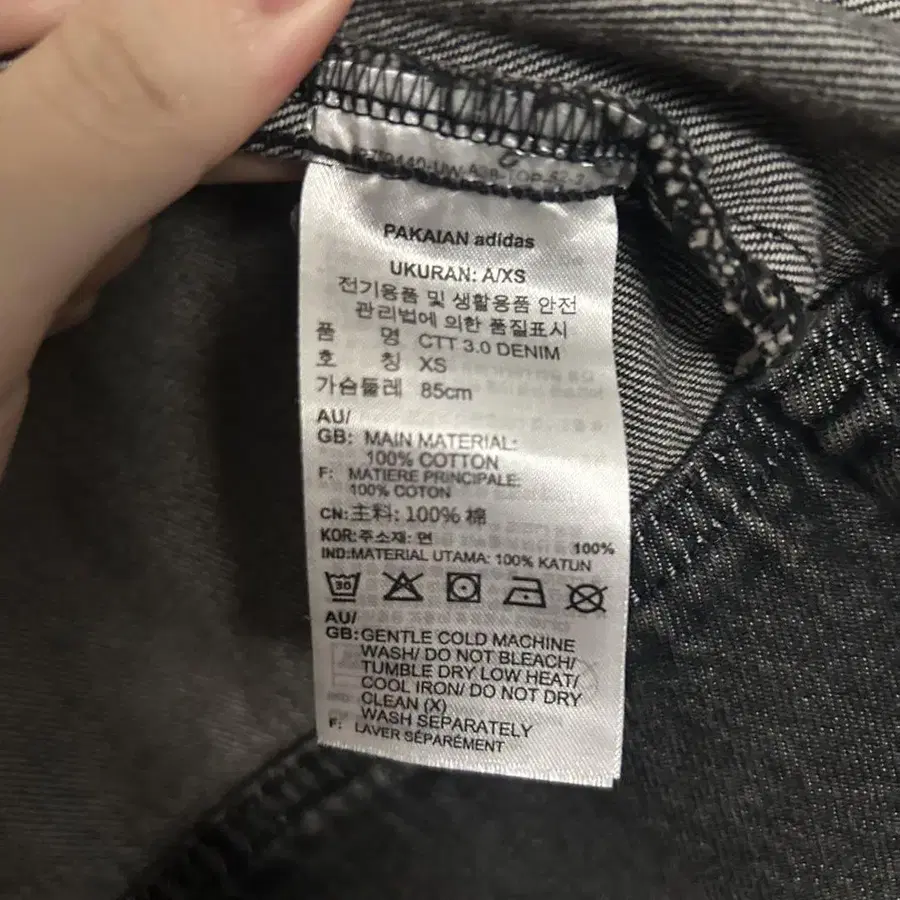 PAKAIAN adidas
UKURAN: A/XS
전기용품 및 생활용품 안전
관리법에 의한 품질표시
품 명 CTT 3.0 DENIM
호 칭 XS
가슴둘레 85cm
AU/
GB: MAIN MATERIAL:
100% COTTON
F: MATIERE PRINCIPALE:
100% COTON
CN:主料: 100% 棉
KOR:주소재: 면 100%
IND:MATERIAL UTAMA: 100% KATUN
30
AU/
GB:GENTLE COLD MACHINE
WASH/ DO NOT BLEACH/
TUMBLE DRY LOW HEAT/
COOL IRON/ DO NOT DRY
CLEAN (X)
WASH SEPARATELY
F: LAVER SÉPARÉMENT